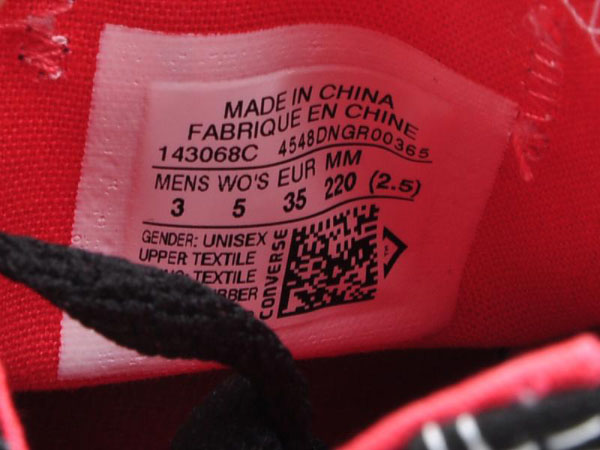 MADE IN CHINA
FABRIQUE EN CHINE
143068C 4548DNGR00365
MENS WO'S EUR MM
3 5 35 220 (2.5)
GENDER: UNISEX
UPPER TEXTILE
TEXTILE
CONVERSE